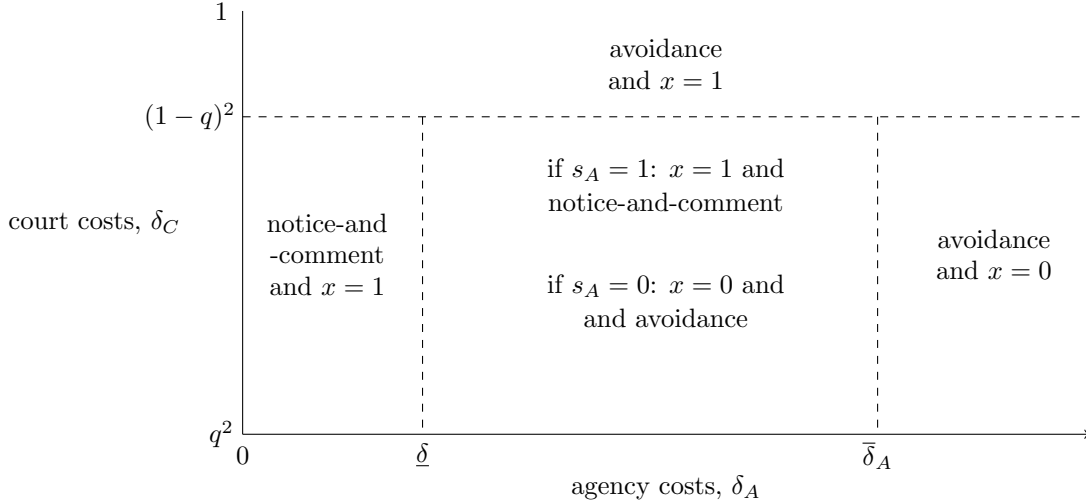 1
avoidance
and x = 1
(1 − q)²
if s_A = 1: x = 1 and
notice-and-comment
court costs, δ_C
notice-and
-comment
and x = 1
avoidance
and x = 0
if s_A = 0: x = 0 and
and avoidance
q²
0
δ̲
δ̅_A
agency costs, δ_A